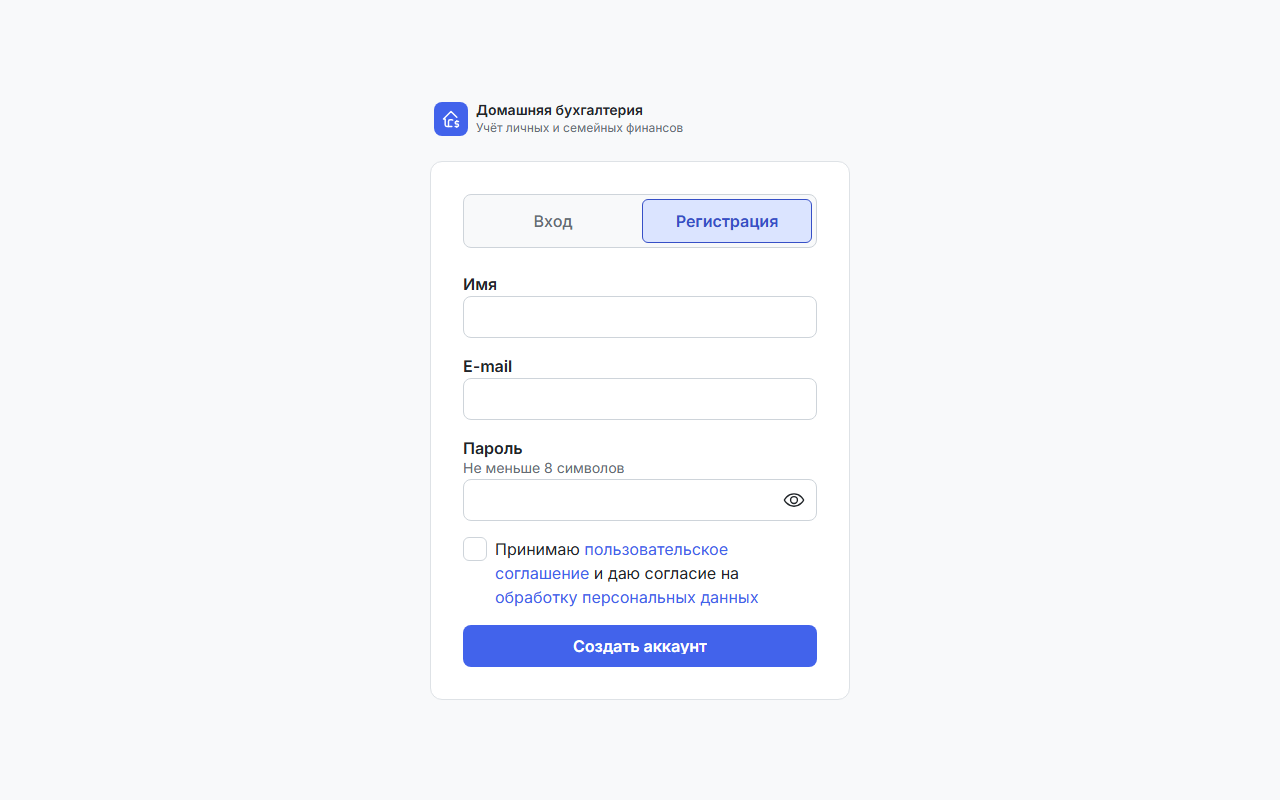 Домашняя бухгалтерия
Учёт личных и семейных финансов
Вход
Регистрация
Имя
E-mail
Пароль
Не меньше 8 символов
Принимаю пользовательское
соглашение и даю согласие на
обработку персональных данных
Создать аккаунт